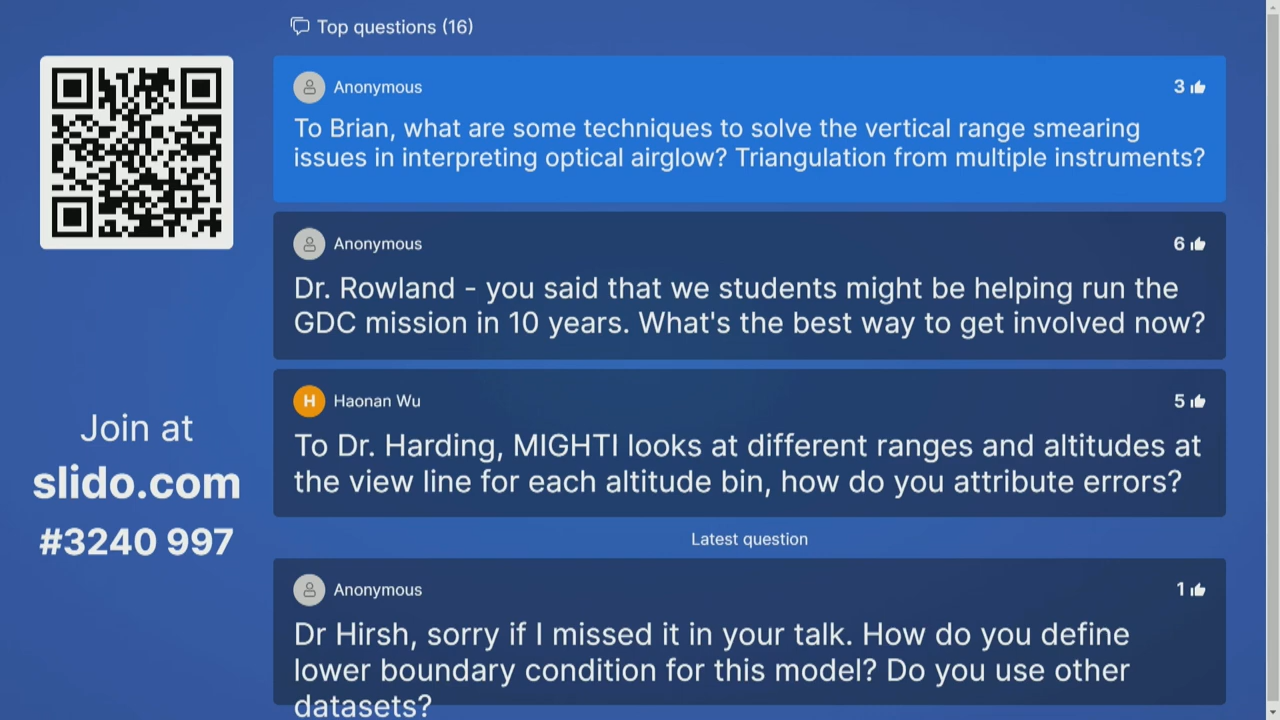 Top questions (16)
Anonymous
3
To Brian, what are some techniques to solve the vertical range smearing
issues in interpreting optical airglow? Triangulation from multiple instruments?
Anonymous
6
Dr. Rowland - you said that we students might be helping run the
GDC mission in 10 years. What's the best way to get involved now?
H
Haonan Wu
5
To Dr. Harding, MIGHTI looks at different ranges and altitudes at
the view line for each altitude bin, how do you attribute errors?
Latest question
Anonymous
1
Dr Hirsh, sorry if I missed it in your talk. How do you define
lower boundary condition for this model? Do you use other
datasets?
Join at
slido.com
#3240 997